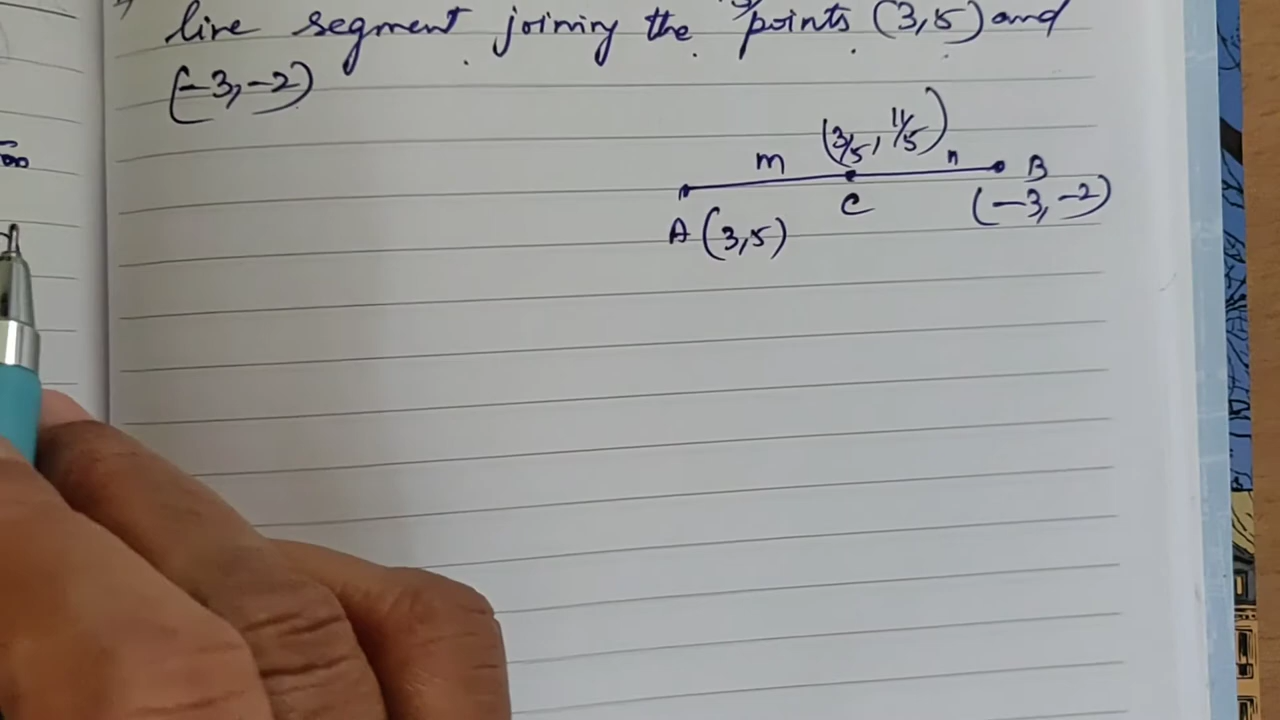 line segment joining the points (3,5) and
(-3,-2)
(3/5, 11/5)
m n B
C (-3,-2)
A (3,5)